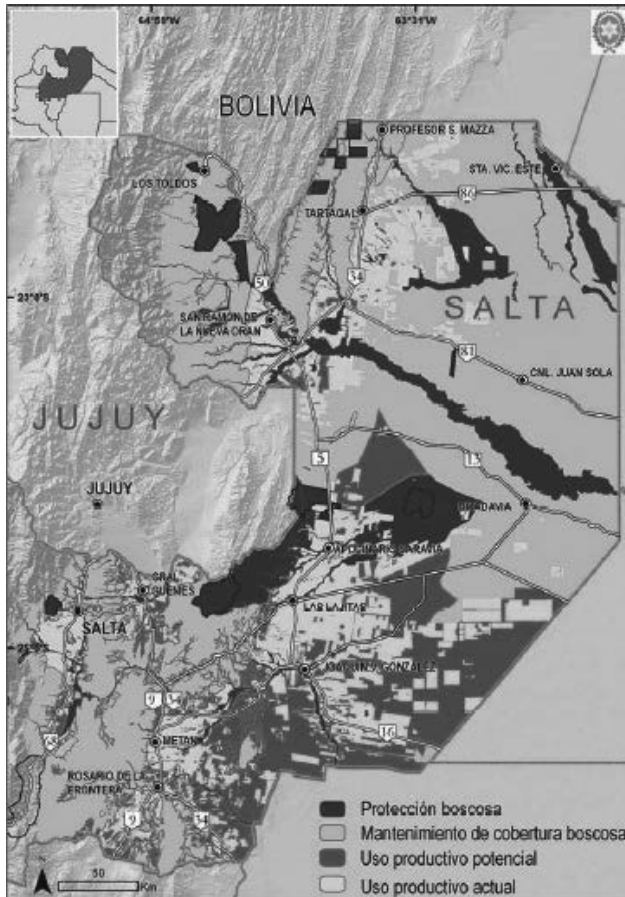 64°59'
63°31'
BOLIVIA
PROFESOR S. MAZZA
STA. VIC. ESTE
LOS TOLDOS
86
TARTAGAL
34
50
SALTA
SAN RAMON DE
LA NUEVA ORAN
81
CNL. JUAN SOLA
JUJUY
5
13
JUJUY
GRAL
GUEMES
SALTA
LAS LAJITAS
JOAQUIN V. GONZALEZ
9
34
16
68
METAN
ROSARIO DE LA
FRONTERA
9
34
Protección boscosa
Mantenimiento de cobertura boscosa
Uso productivo potencial
Uso productivo actual
50
Km